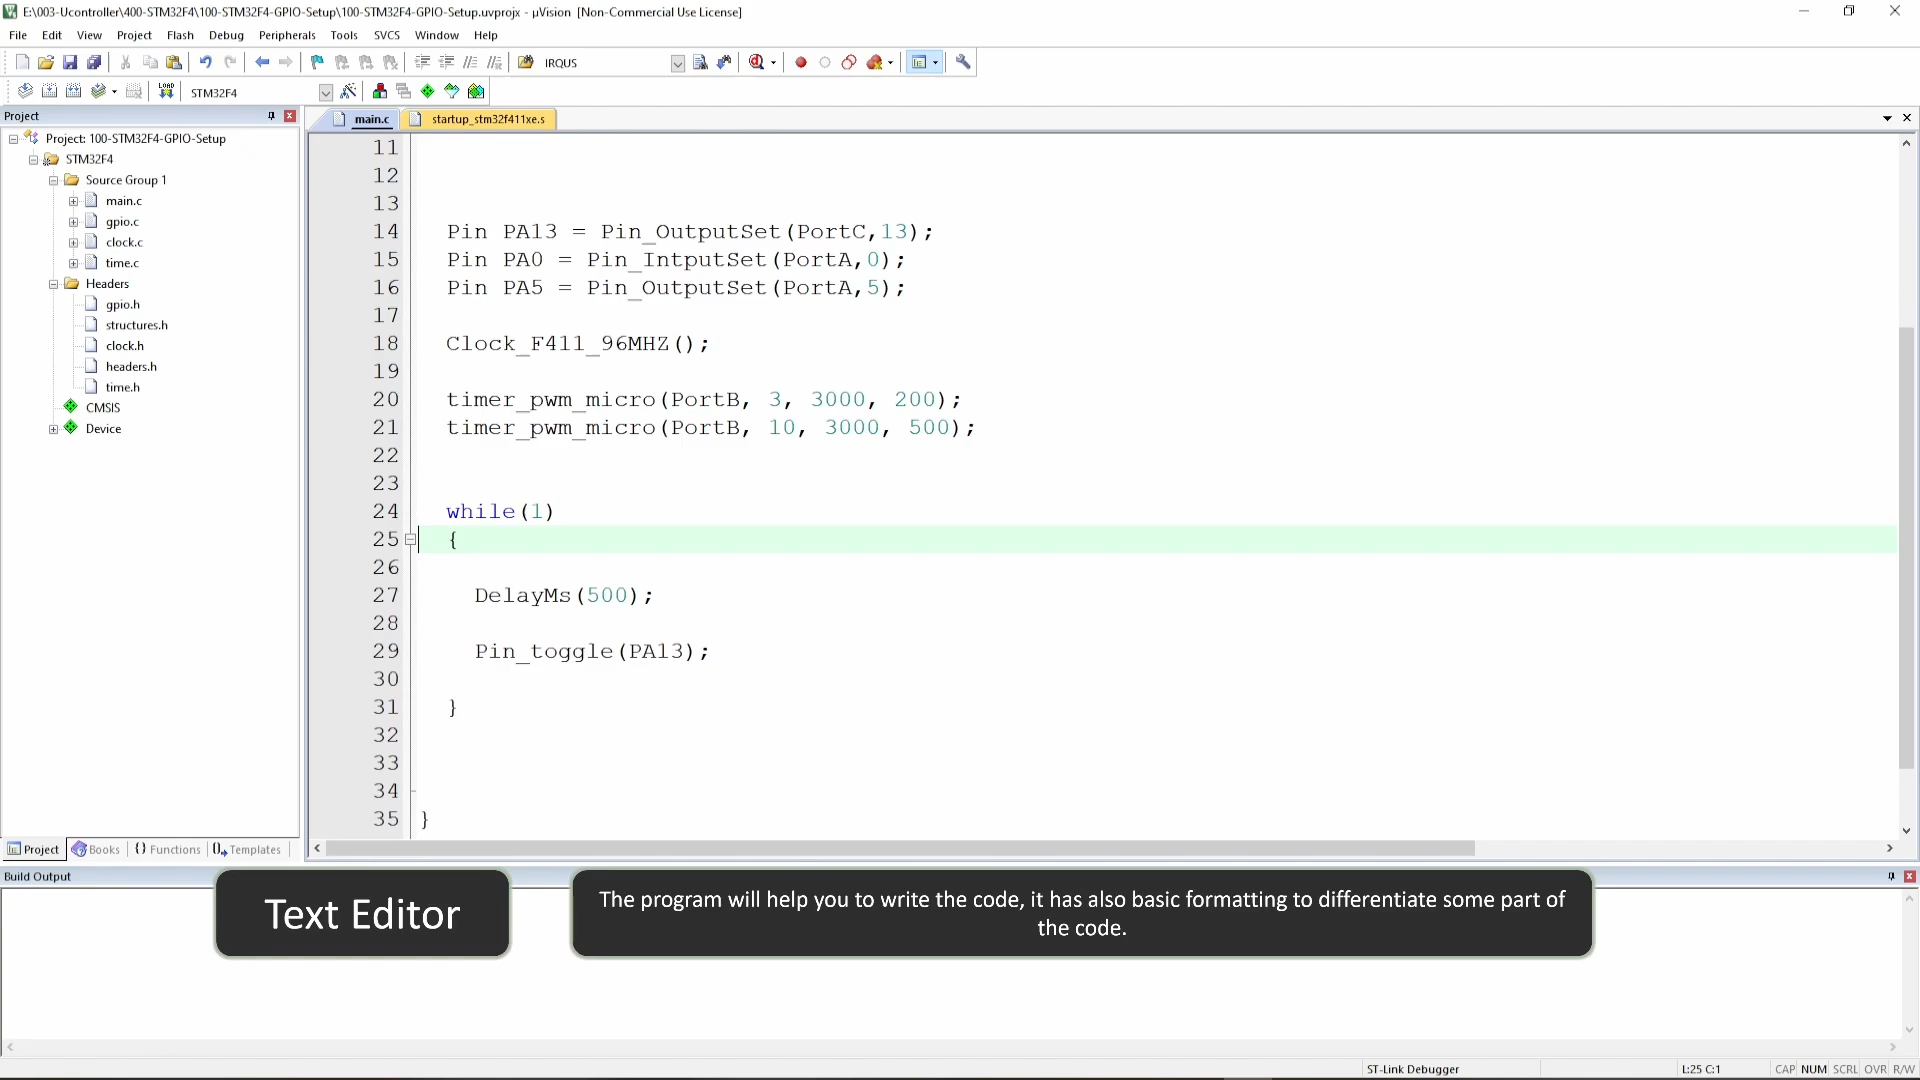 E:\003-Ucontroller\400-STM32F4\100-STM32F4-GPIO-Setup\100-STM32F4-GPIO-Setup.uvprojx - µVision [Non-Commercial Use License]
File Edit View Project Flash Debug Peripherals Tools SVCS Window Help
IRQUS
LOAD STM32F4
Project
main.c startup_stm32f411xe.s
Project: 100-STM32F4-GPIO-Setup
STM32F4
Source Group 1
main.c
gpio.c
clock.c
time.c
Headers
gpio.h
structures.h
clock.h
headers.h
time.h
CMSIS
Device
11
12
13
14 Pin PA13 = Pin_OutputSet(PortC,13);
15 Pin PA0 = Pin_IntputSet(PortA,0);
16 Pin PA5 = Pin_OutputSet(PortA,5);
17
18 Clock_F411_96MHZ();
19
20 timer_pwm_micro(PortB, 3, 3000, 200);
21 timer_pwm_micro(PortB, 10, 3000, 500);
22
23
24 while(1)
25 {
26
27 DelayMs(500);
28
29 Pin_toggle(PA13);
30
31 }
32
33
34
35 }
Project Books {} Functions Templates
Build Output
Text Editor
The program will help you to write the code, it has also basic formatting to differentiate some part of
the code.
ST-Link Debugger L:25 C:1 CAP NUM SCRL OVR R/W